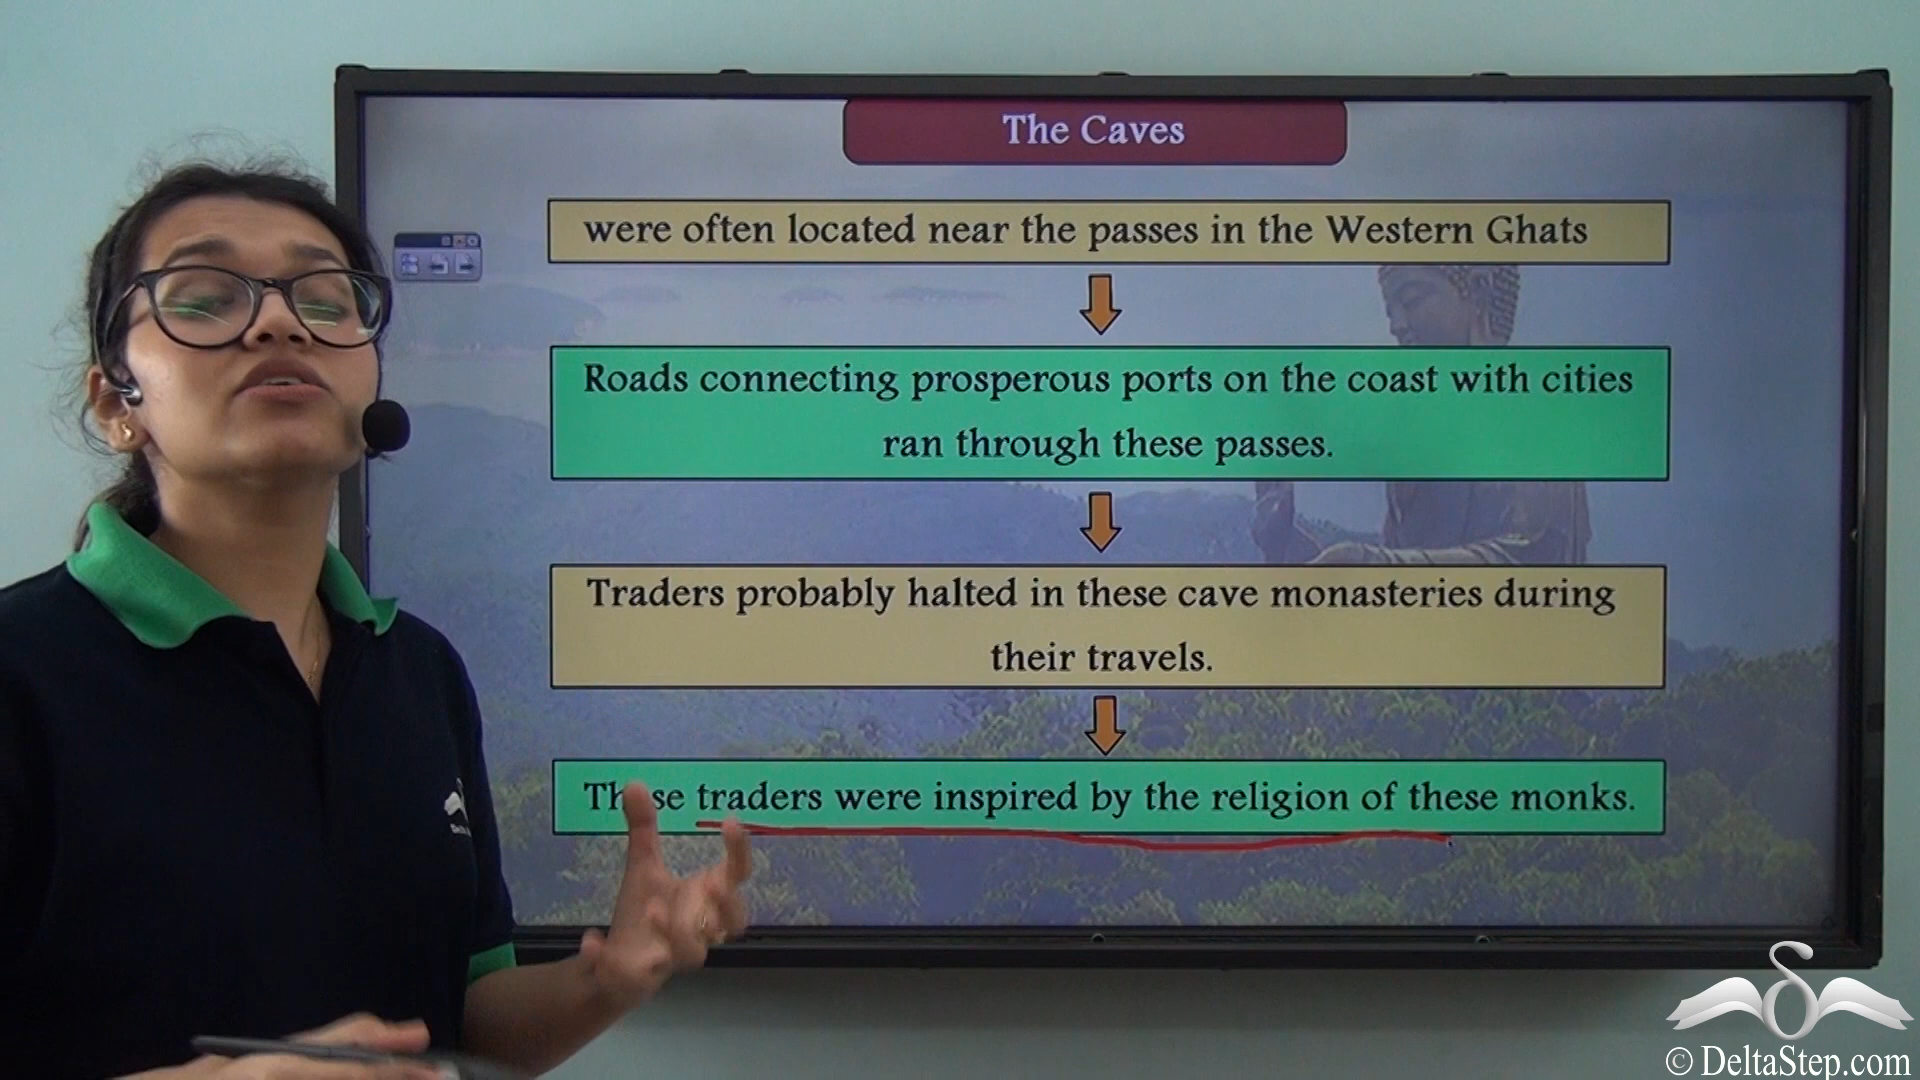 The Caves
were often located near the passes in the Western Ghats
Roads connecting prosperous ports on the coast with cities
ran through these passes.
Traders probably halted in these cave monasteries during
their travels.
These traders were inspired by the religion of these monks.
© DeltaStep.com